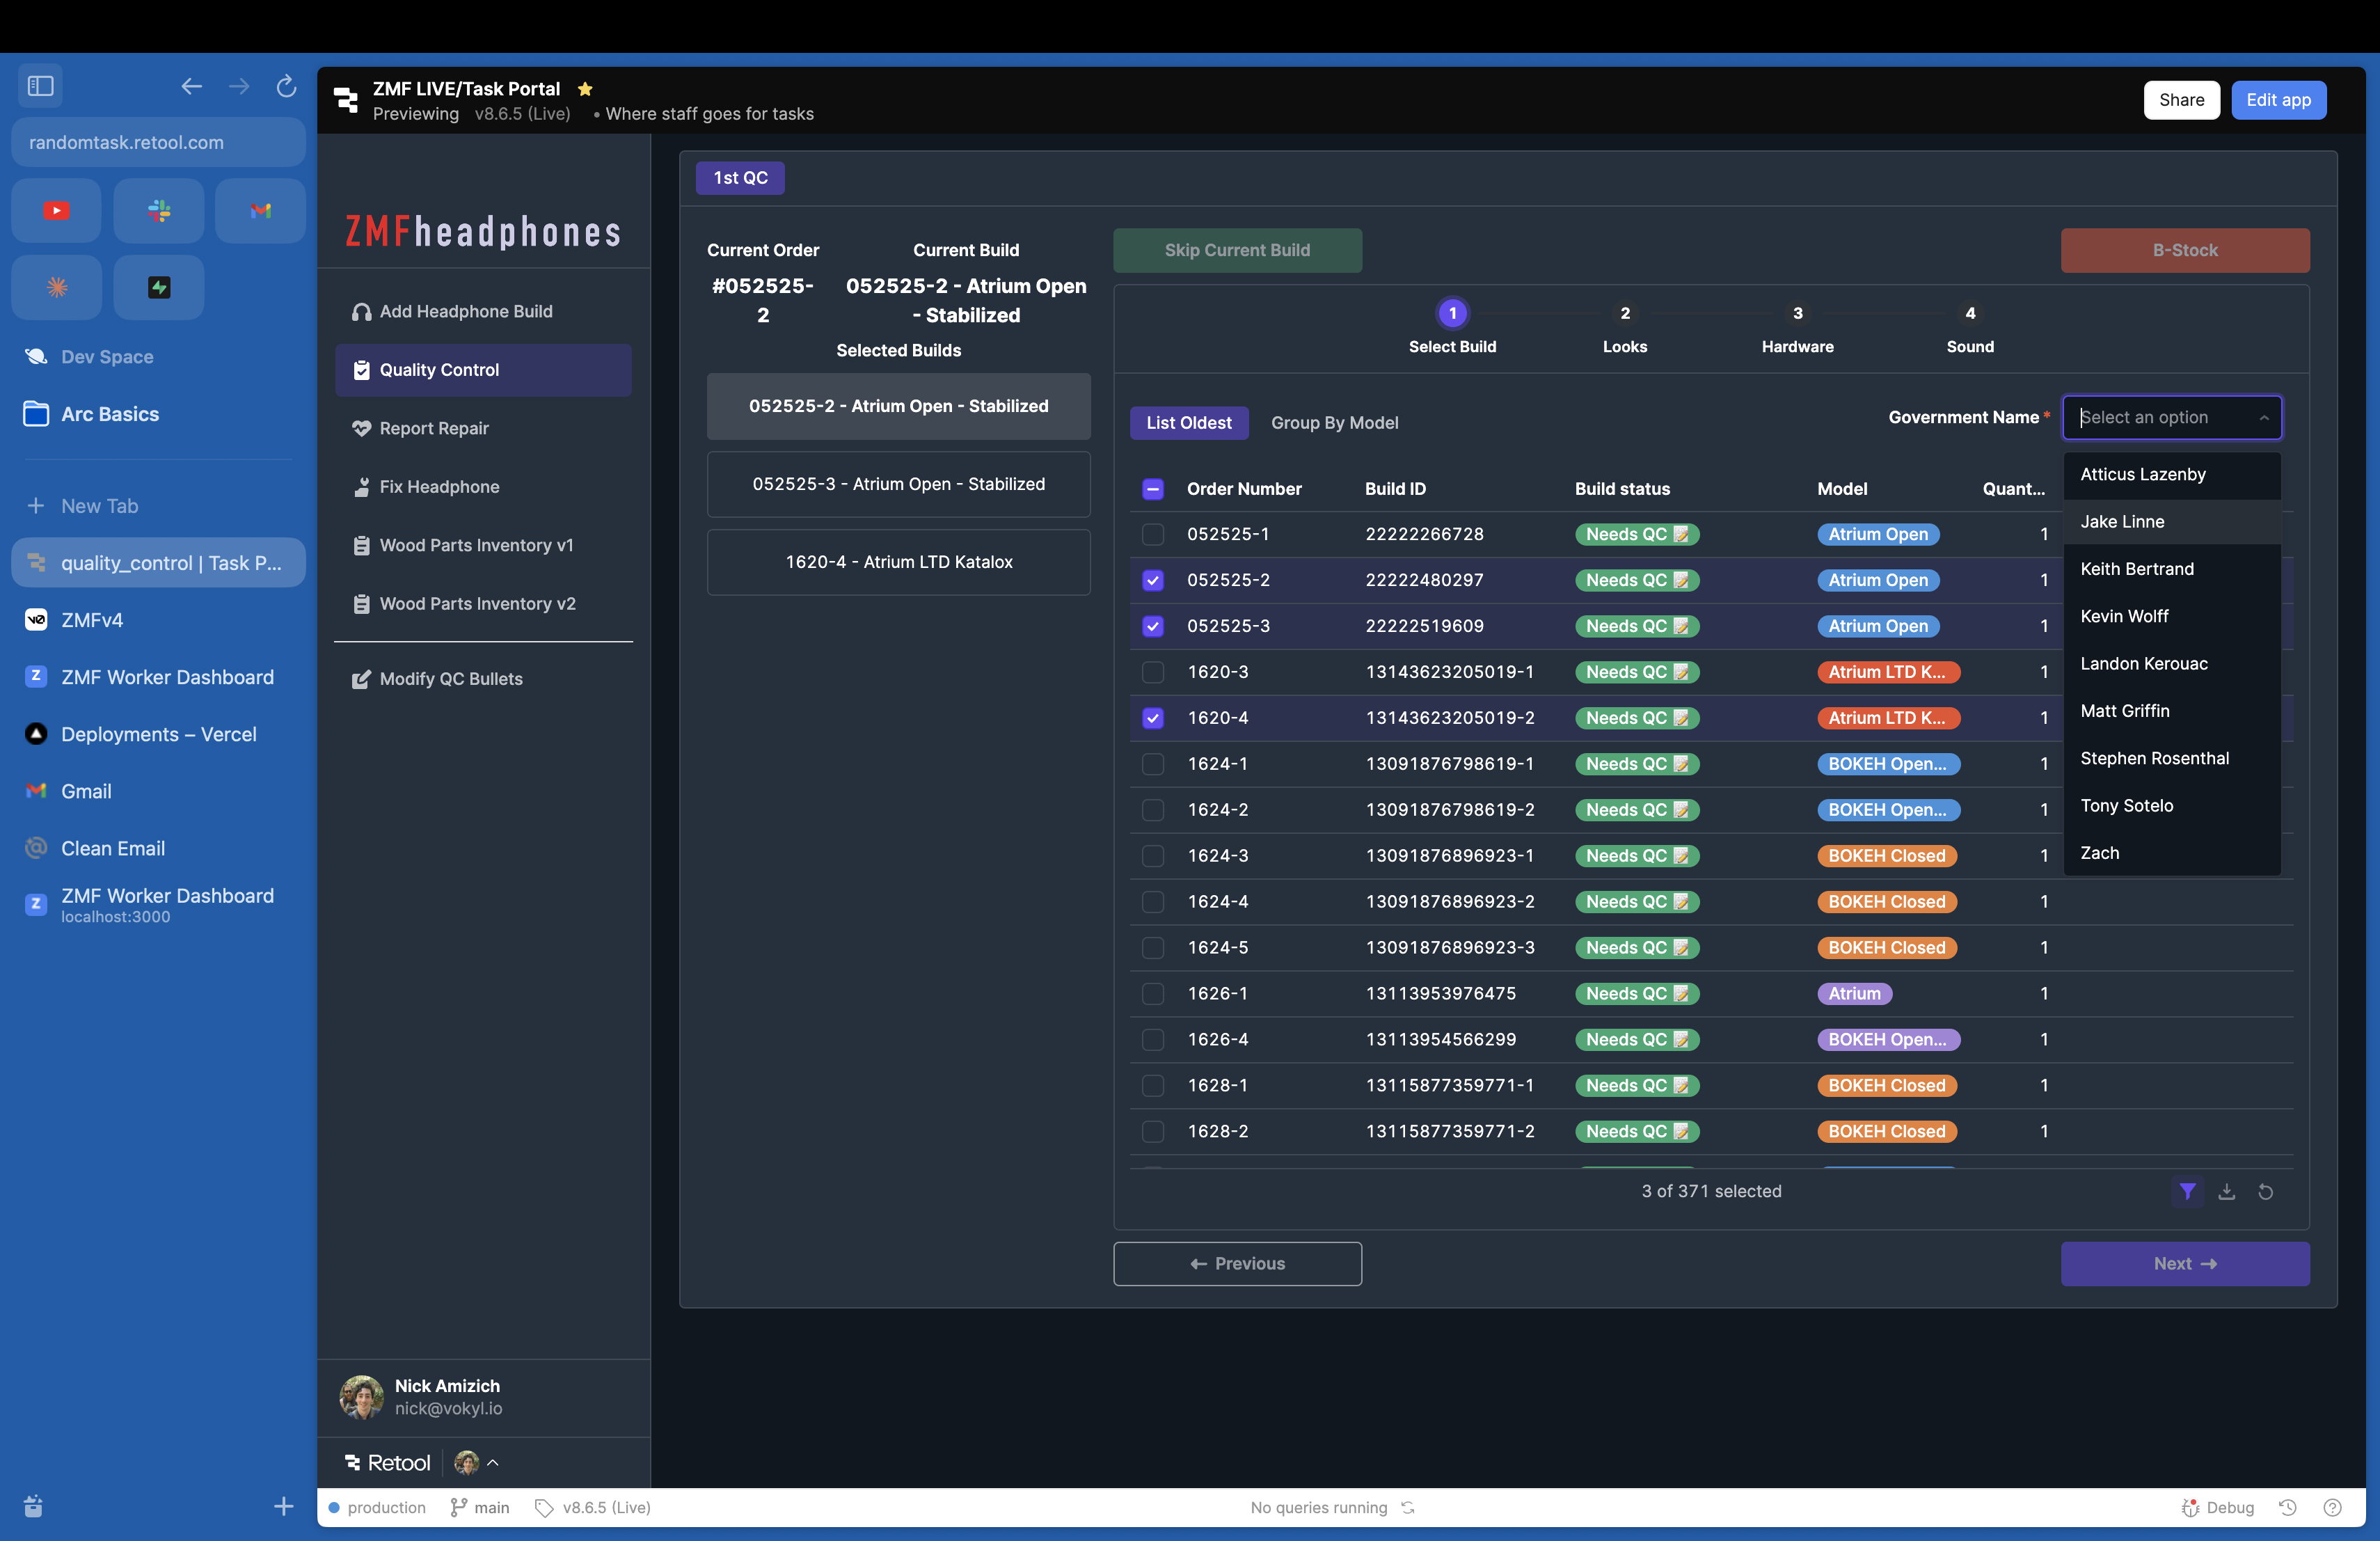 randomtask.retool.com
Dev Space
Arc Basics
New Tab
quality_control | Task P...
ZMFv4
ZMF Worker Dashboard
Deployments – Vercel
Gmail
Clean Email
ZMF Worker Dashboard
localhost:3000
ZMF LIVE/Task Portal
Previewing v8.6.5 (Live) • Where staff goes for tasks
Share
Edit app
ZMFheadphones
Add Headphone Build
Quality Control
Report Repair
Fix Headphone
Wood Parts Inventory v1
Wood Parts Inventory v2
Modify QC Bullets
Nick Amizich
nick@vokyl.io
Retool
1st QC
Current Order
#052525-
2
Current Build
052525-2 - Atrium Open
- Stabilized
Selected Builds
052525-2 - Atrium Open - Stabilized
052525-3 - Atrium Open - Stabilized
1620-4 - Atrium LTD Katalox
Skip Current Build
B-Stock
1 2 3 4
Select Build Looks Hardware Sound
List Oldest
Group By Model
Government Name *
Select an option
Atticus Lazenby
Jake Linne
Keith Bertrand
Kevin Wolff
Landon Kerouac
Matt Griffin
Stephen Rosenthal
Tony Sotelo
Zach
Order Number Build ID Build status Model Quant...
052525-1 22222266728 Needs QC 📝 Atrium Open 1
052525-2 22222480297 Needs QC 📝 Atrium Open 1
052525-3 22222519609 Needs QC 📝 Atrium Open 1
1620-3 13143623205019-1 Needs QC 📝 Atrium LTD K... 1
1620-4 13143623205019-2 Needs QC 📝 Atrium LTD K... 1
1624-1 13091876798619-1 Needs QC 📝 BOKEH Open... 1
1624-2 13091876798619-2 Needs QC 📝 BOKEH Open... 1
1624-3 13091876896923-1 Needs QC 📝 BOKEH Closed 1
1624-4 13091876896923-2 Needs QC 📝 BOKEH Closed 1
1624-5 13091876896923-3 Needs QC 📝 BOKEH Closed 1
1626-1 13113953976475 Needs QC 📝 Atrium 1
1626-4 13113954566299 Needs QC 📝 BOKEH Open... 1
1628-1 13115877359771-1 Needs QC 📝 BOKEH Closed 1
1628-2 13115877359771-2 Needs QC 📝 BOKEH Closed 1
3 of 371 selected
← Previous
Next →
production main v8.6.5 (Live)
No queries running
Debug